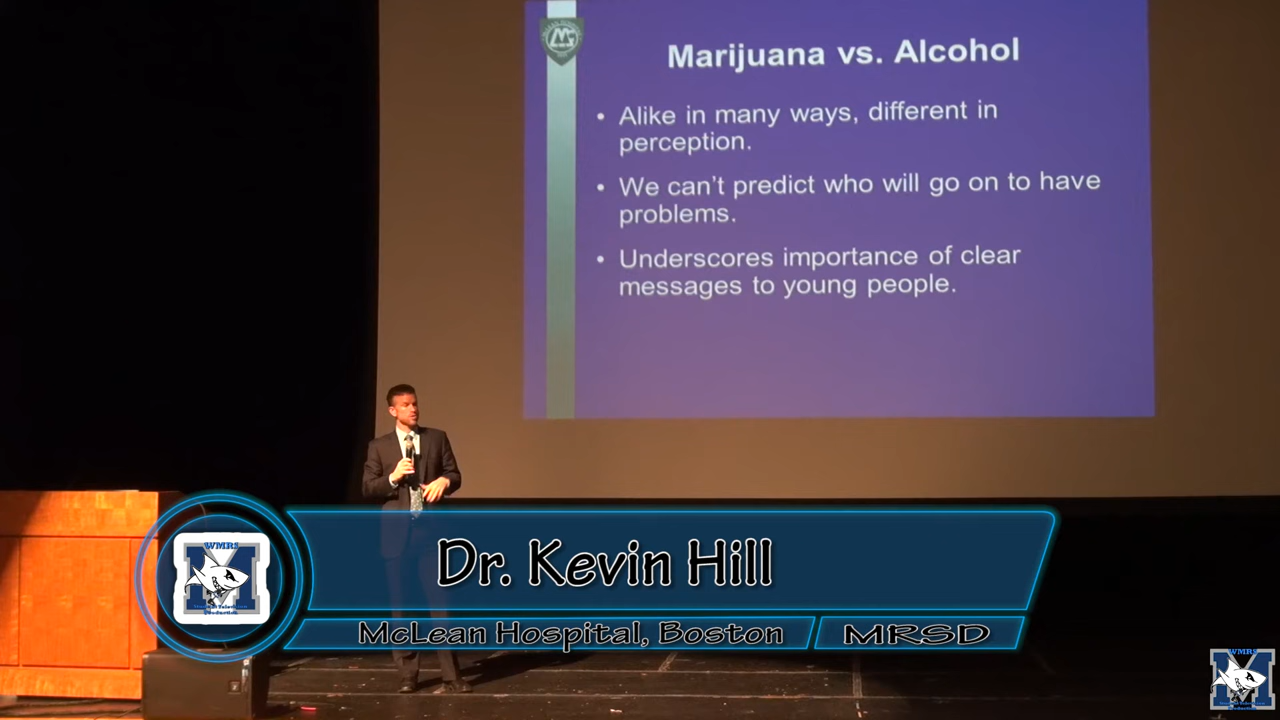 Marijuana vs. Alcohol
• Alike in many ways, different in
perception.
• We can't predict who will go on to have
problems.
• Underscores importance of clear
messages to young people.
WMRS
Dr. Kevin Hill
McLean Hospital, Boston
MRSD
WMRS